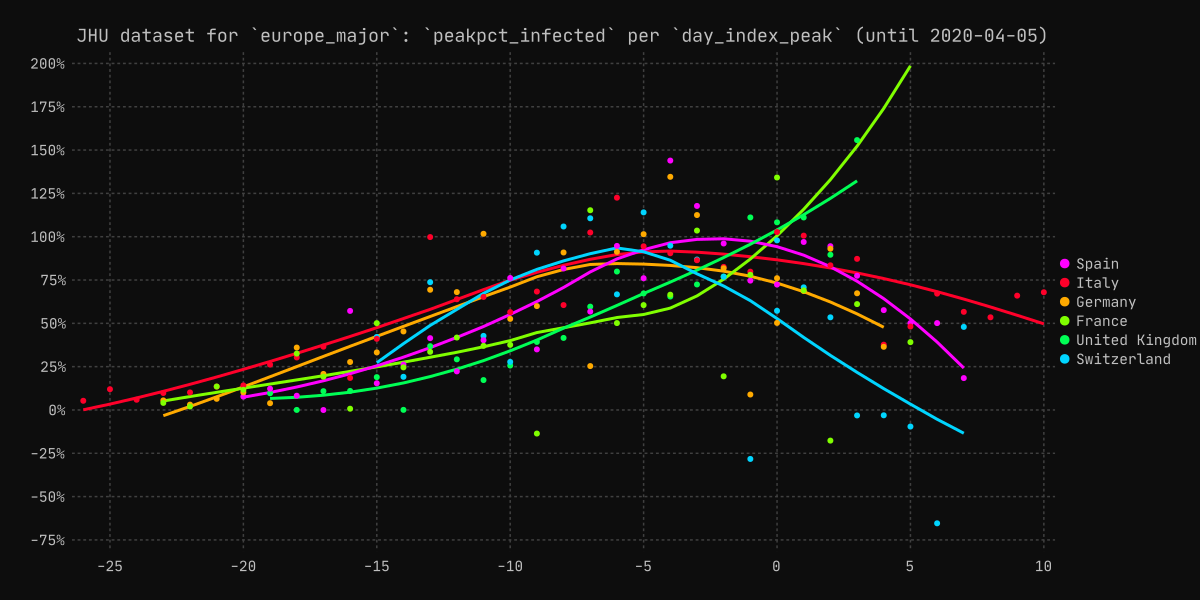 JHU dataset for `europe_major`: `peakpct_infected` per `day_index_peak` (until 2020-04-05)
200%
175%
150%
125%
100%
75%
50%
25%
0%
-25%
-50%
-75%
-25 -20 -15 -10 -5 0 5 10
Spain
Italy
Germany
France
United Kingdom
Switzerland